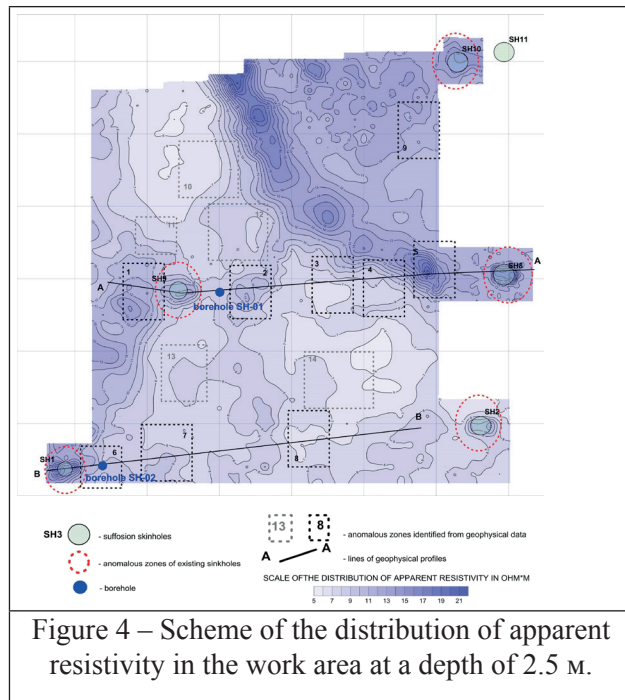 SH11
SH10
9
10
11
12
1
SH9
2
3
4
5
A
SH8
A
borehole SH-01
13
14
B
SH2
SH1
6
7
8
B
borehole SH-02
SH3 - suffosion skinholes
- anomalous zones of existing sinkholes
- borehole
13 8 - anomalous zones identified from geophysical data
A A - lines of geophysical profiles
SCALE OFTHE DISTRIBUTION OF APPARENT RESISTIVITY IN OHM*M
5 7 9 11 13 15 17 19 21
Figure 4 – Scheme of the distribution of apparent
resistivity in the work area at a depth of 2.5 м.